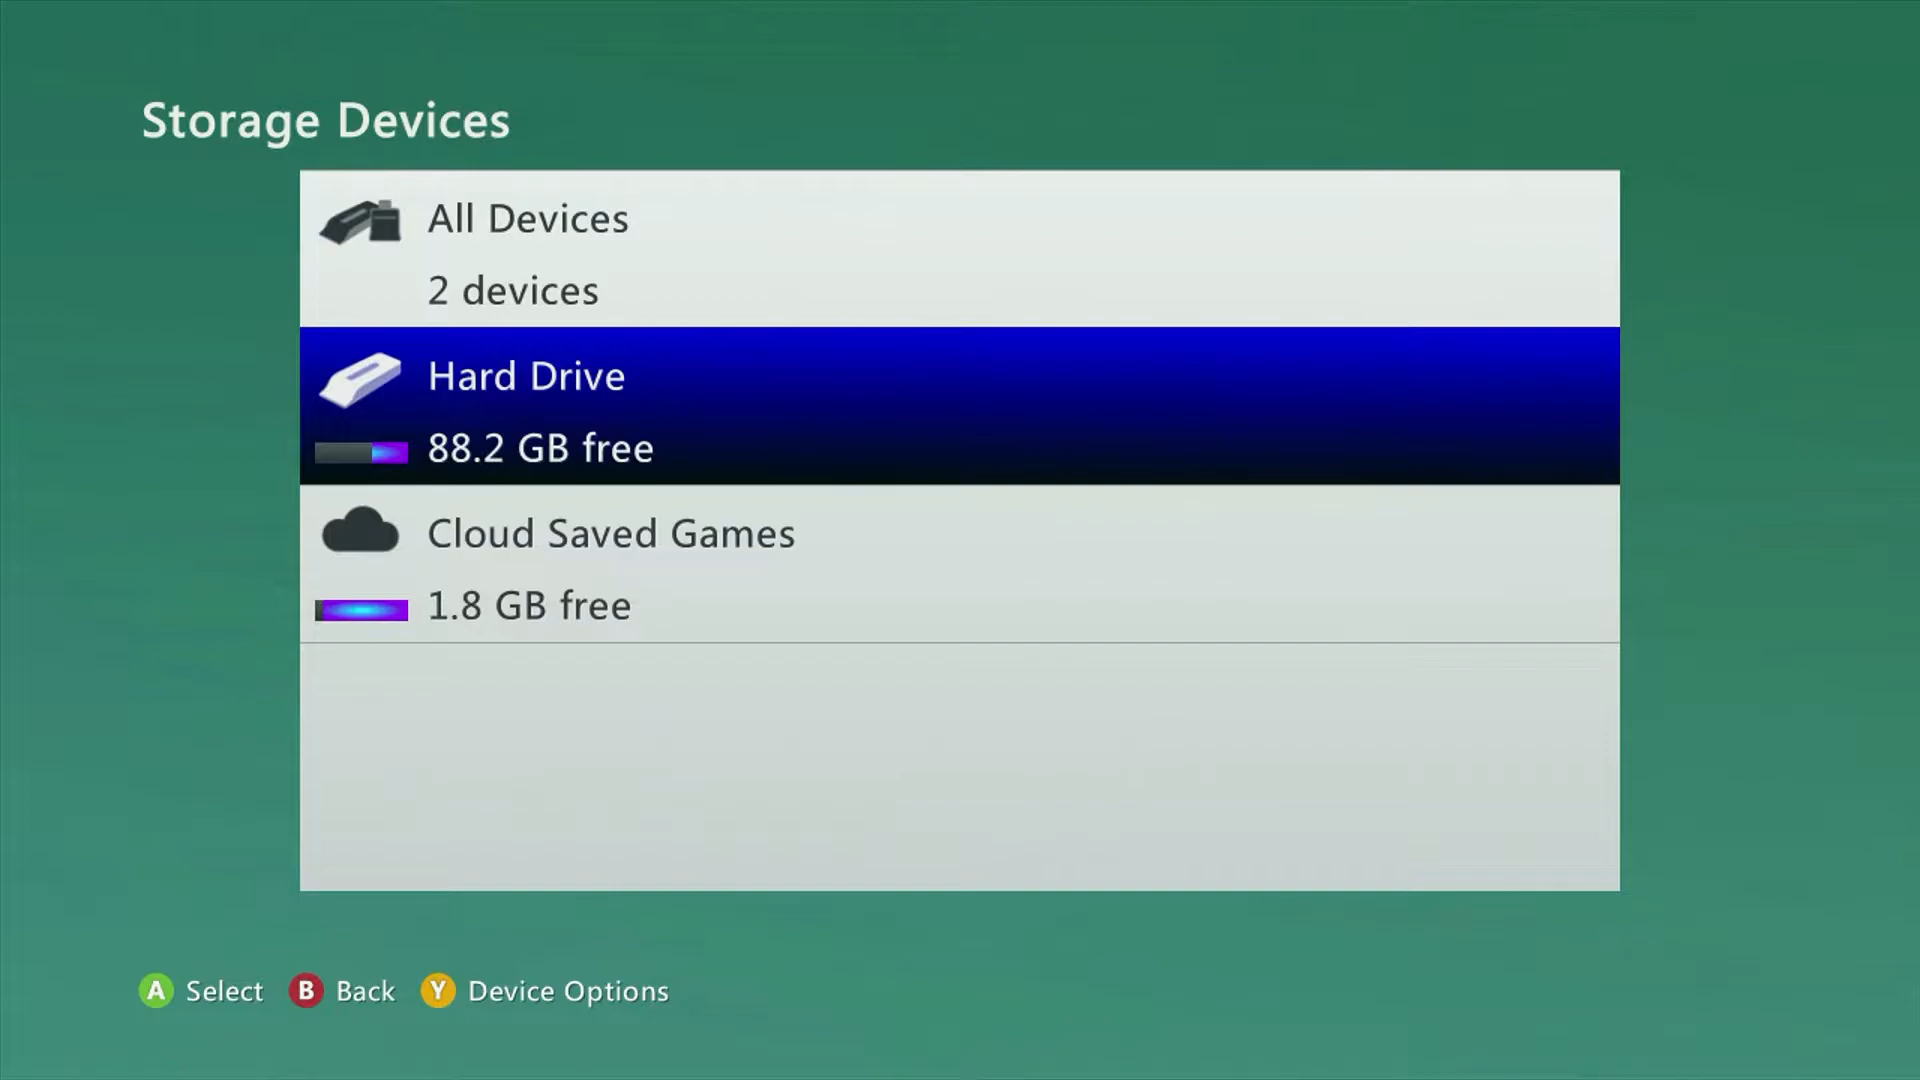 Storage Devices
All Devices
2 devices
Hard Drive
88.2 GB free
Cloud Saved Games
1.8 GB free
A Select B Back Y Device Options